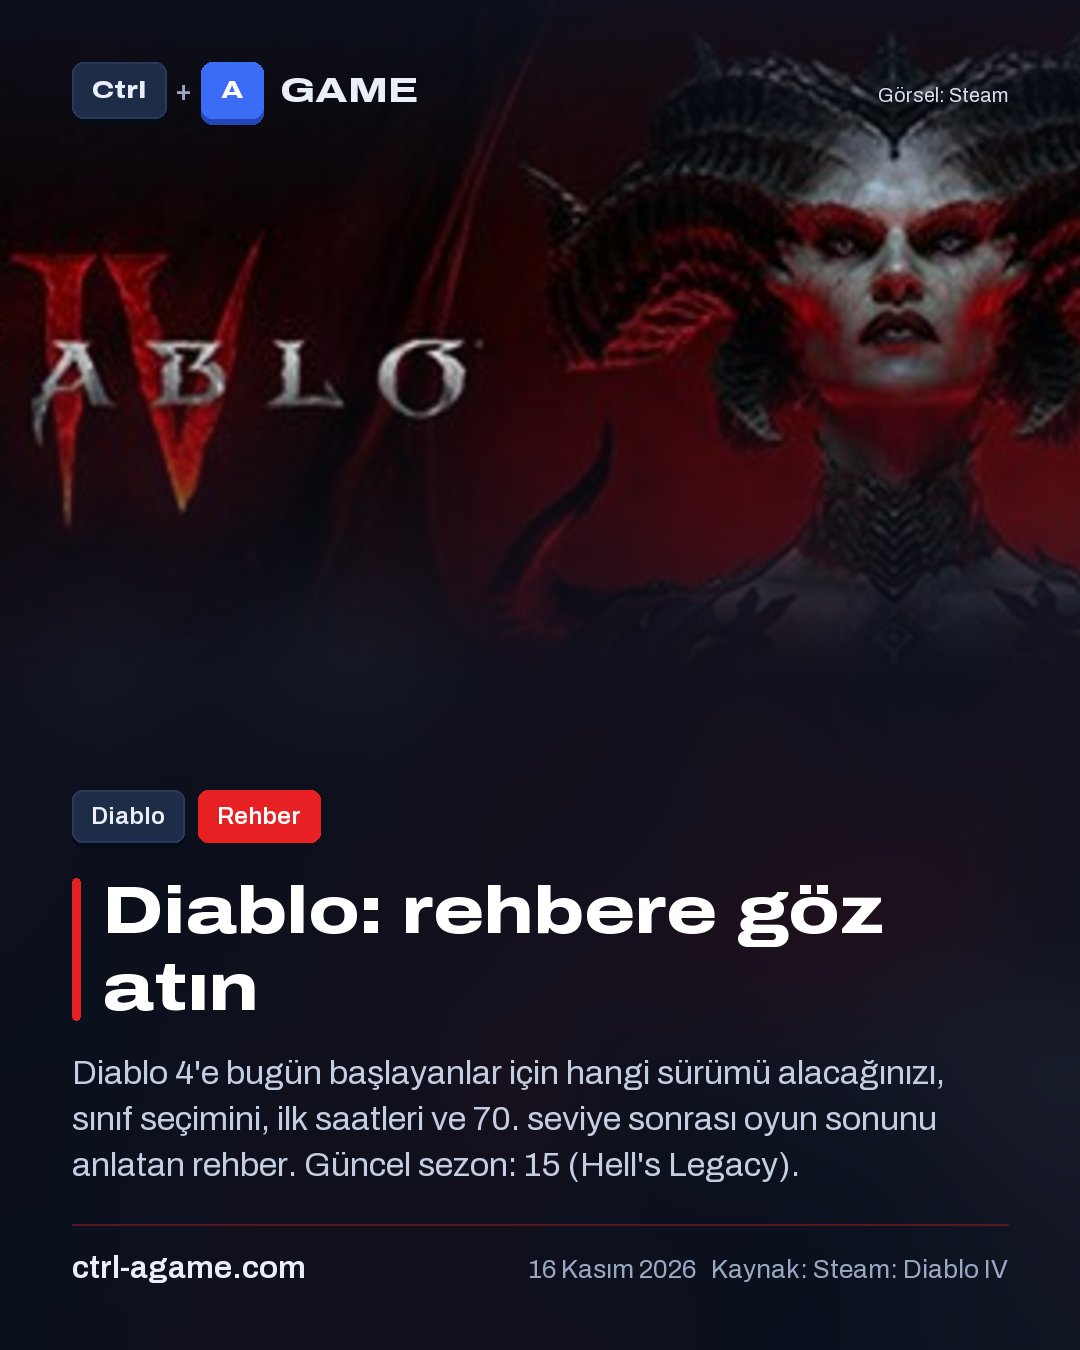 Ctrl + A GAME
Görsel: Steam
IV
ABLO
Diablo
Rehber
Diablo: rehbere göz
atın
Diablo 4'e bugün başlayanlar için hangi sürümü alacağınızı,
sınıf seçimini, ilk saatleri ve 70. seviye sonrası oyun sonunu
anlatan rehber. Güncel sezon: 15 (Hell's Legacy).
ctrl-agame.com
16 Kasım 2026 Kaynak: Steam: Diablo IV